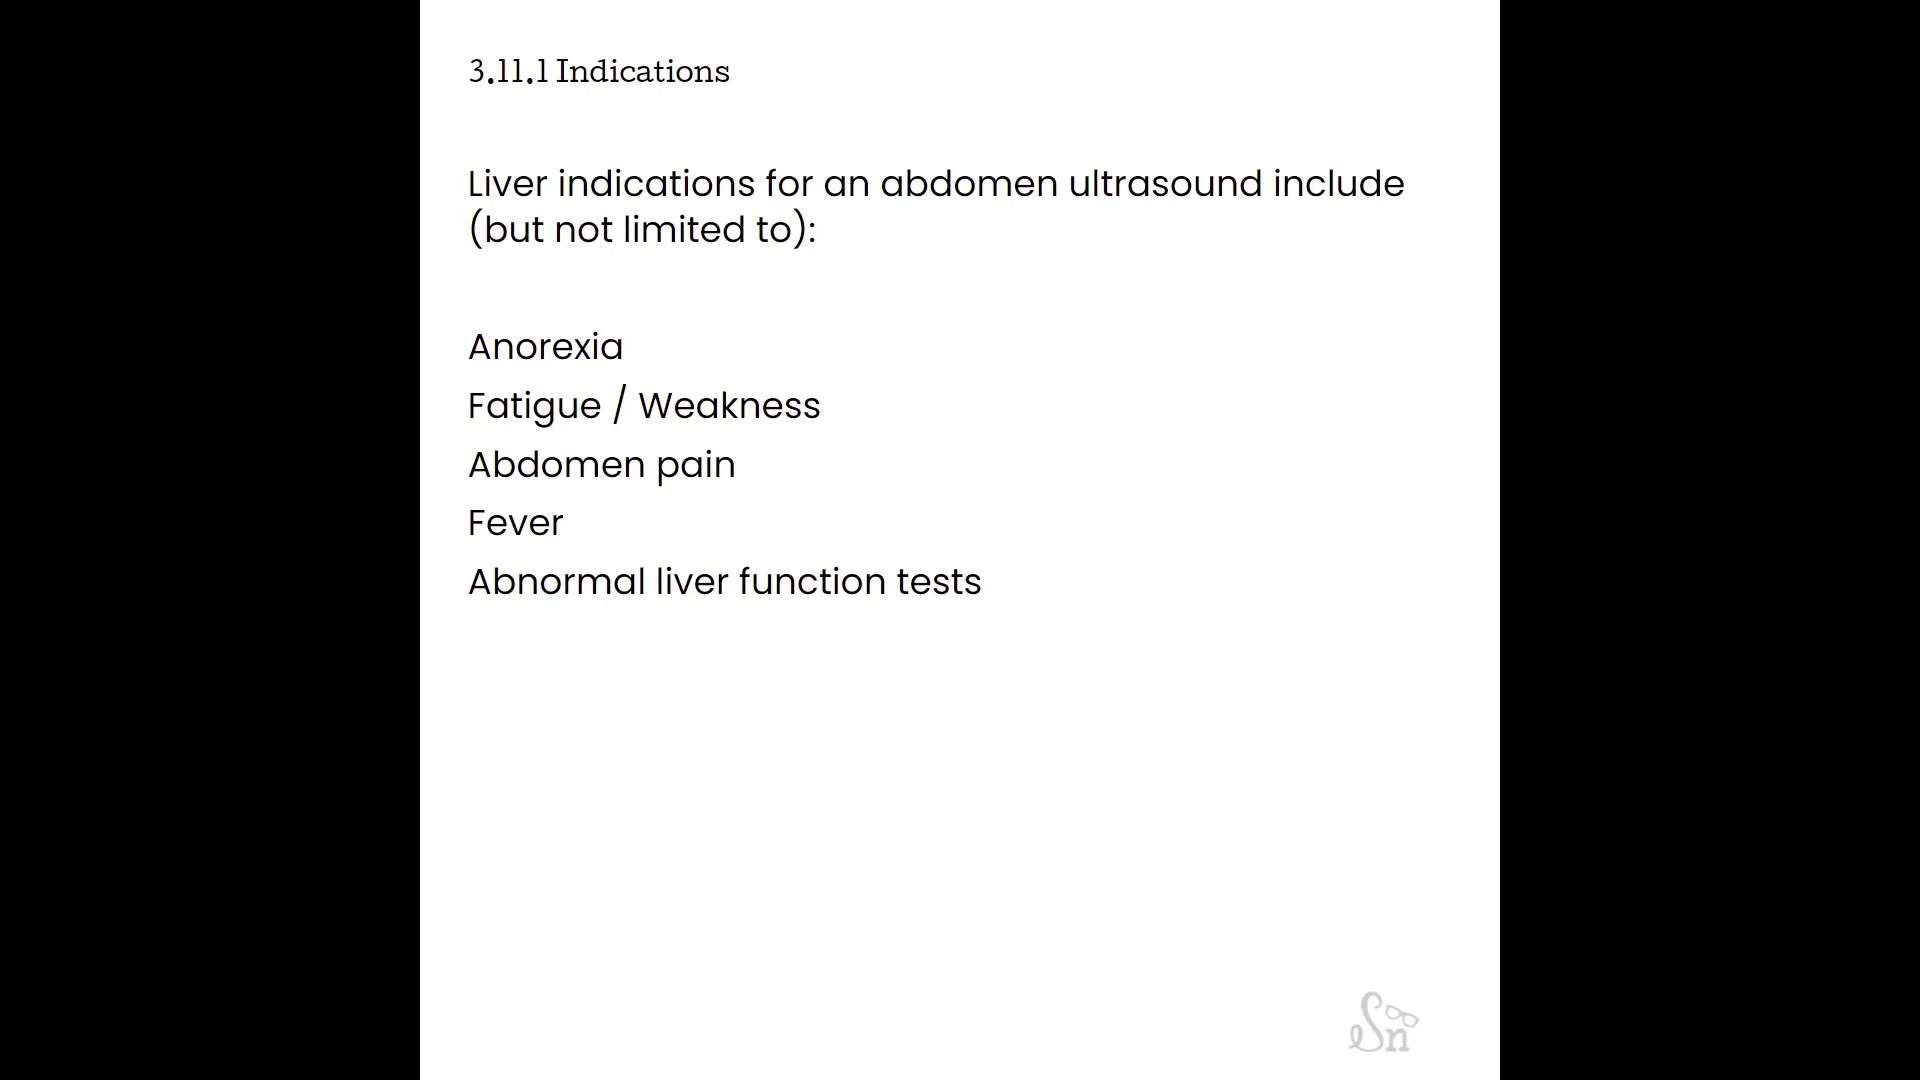 3.11.1 Indications
Liver indications for an abdomen ultrasound include
(but not limited to):
Anorexia
Fatigue / Weakness
Abdomen pain
Fever
Abnormal liver function tests
Sn